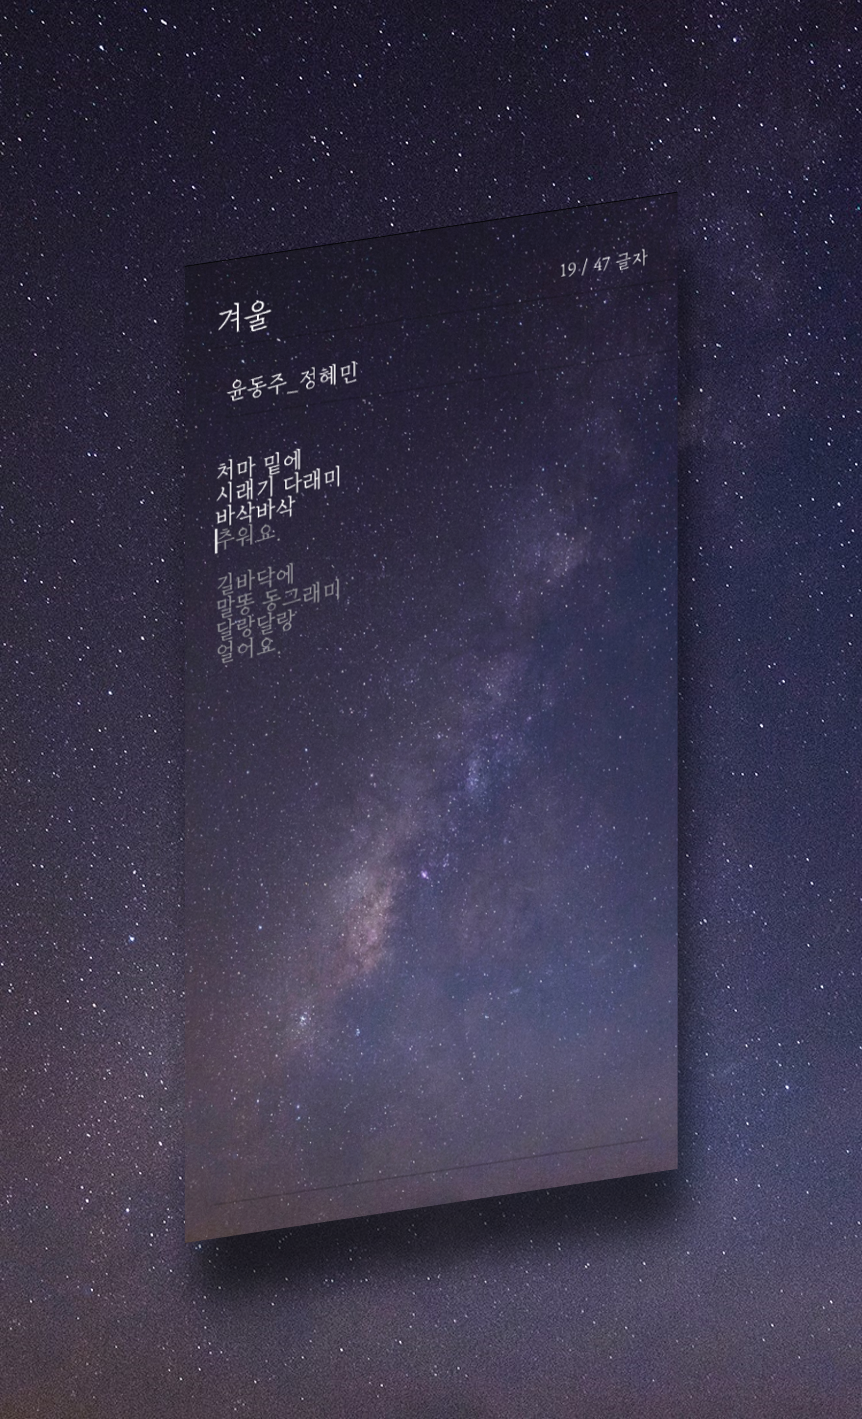 19 / 47 글자
겨울
윤동주_정혜민
처마 밑에
시래기 다래미
바삭바삭
추워요.
길바닥에
말똥 동그래미
달랑달랑
얼어요.